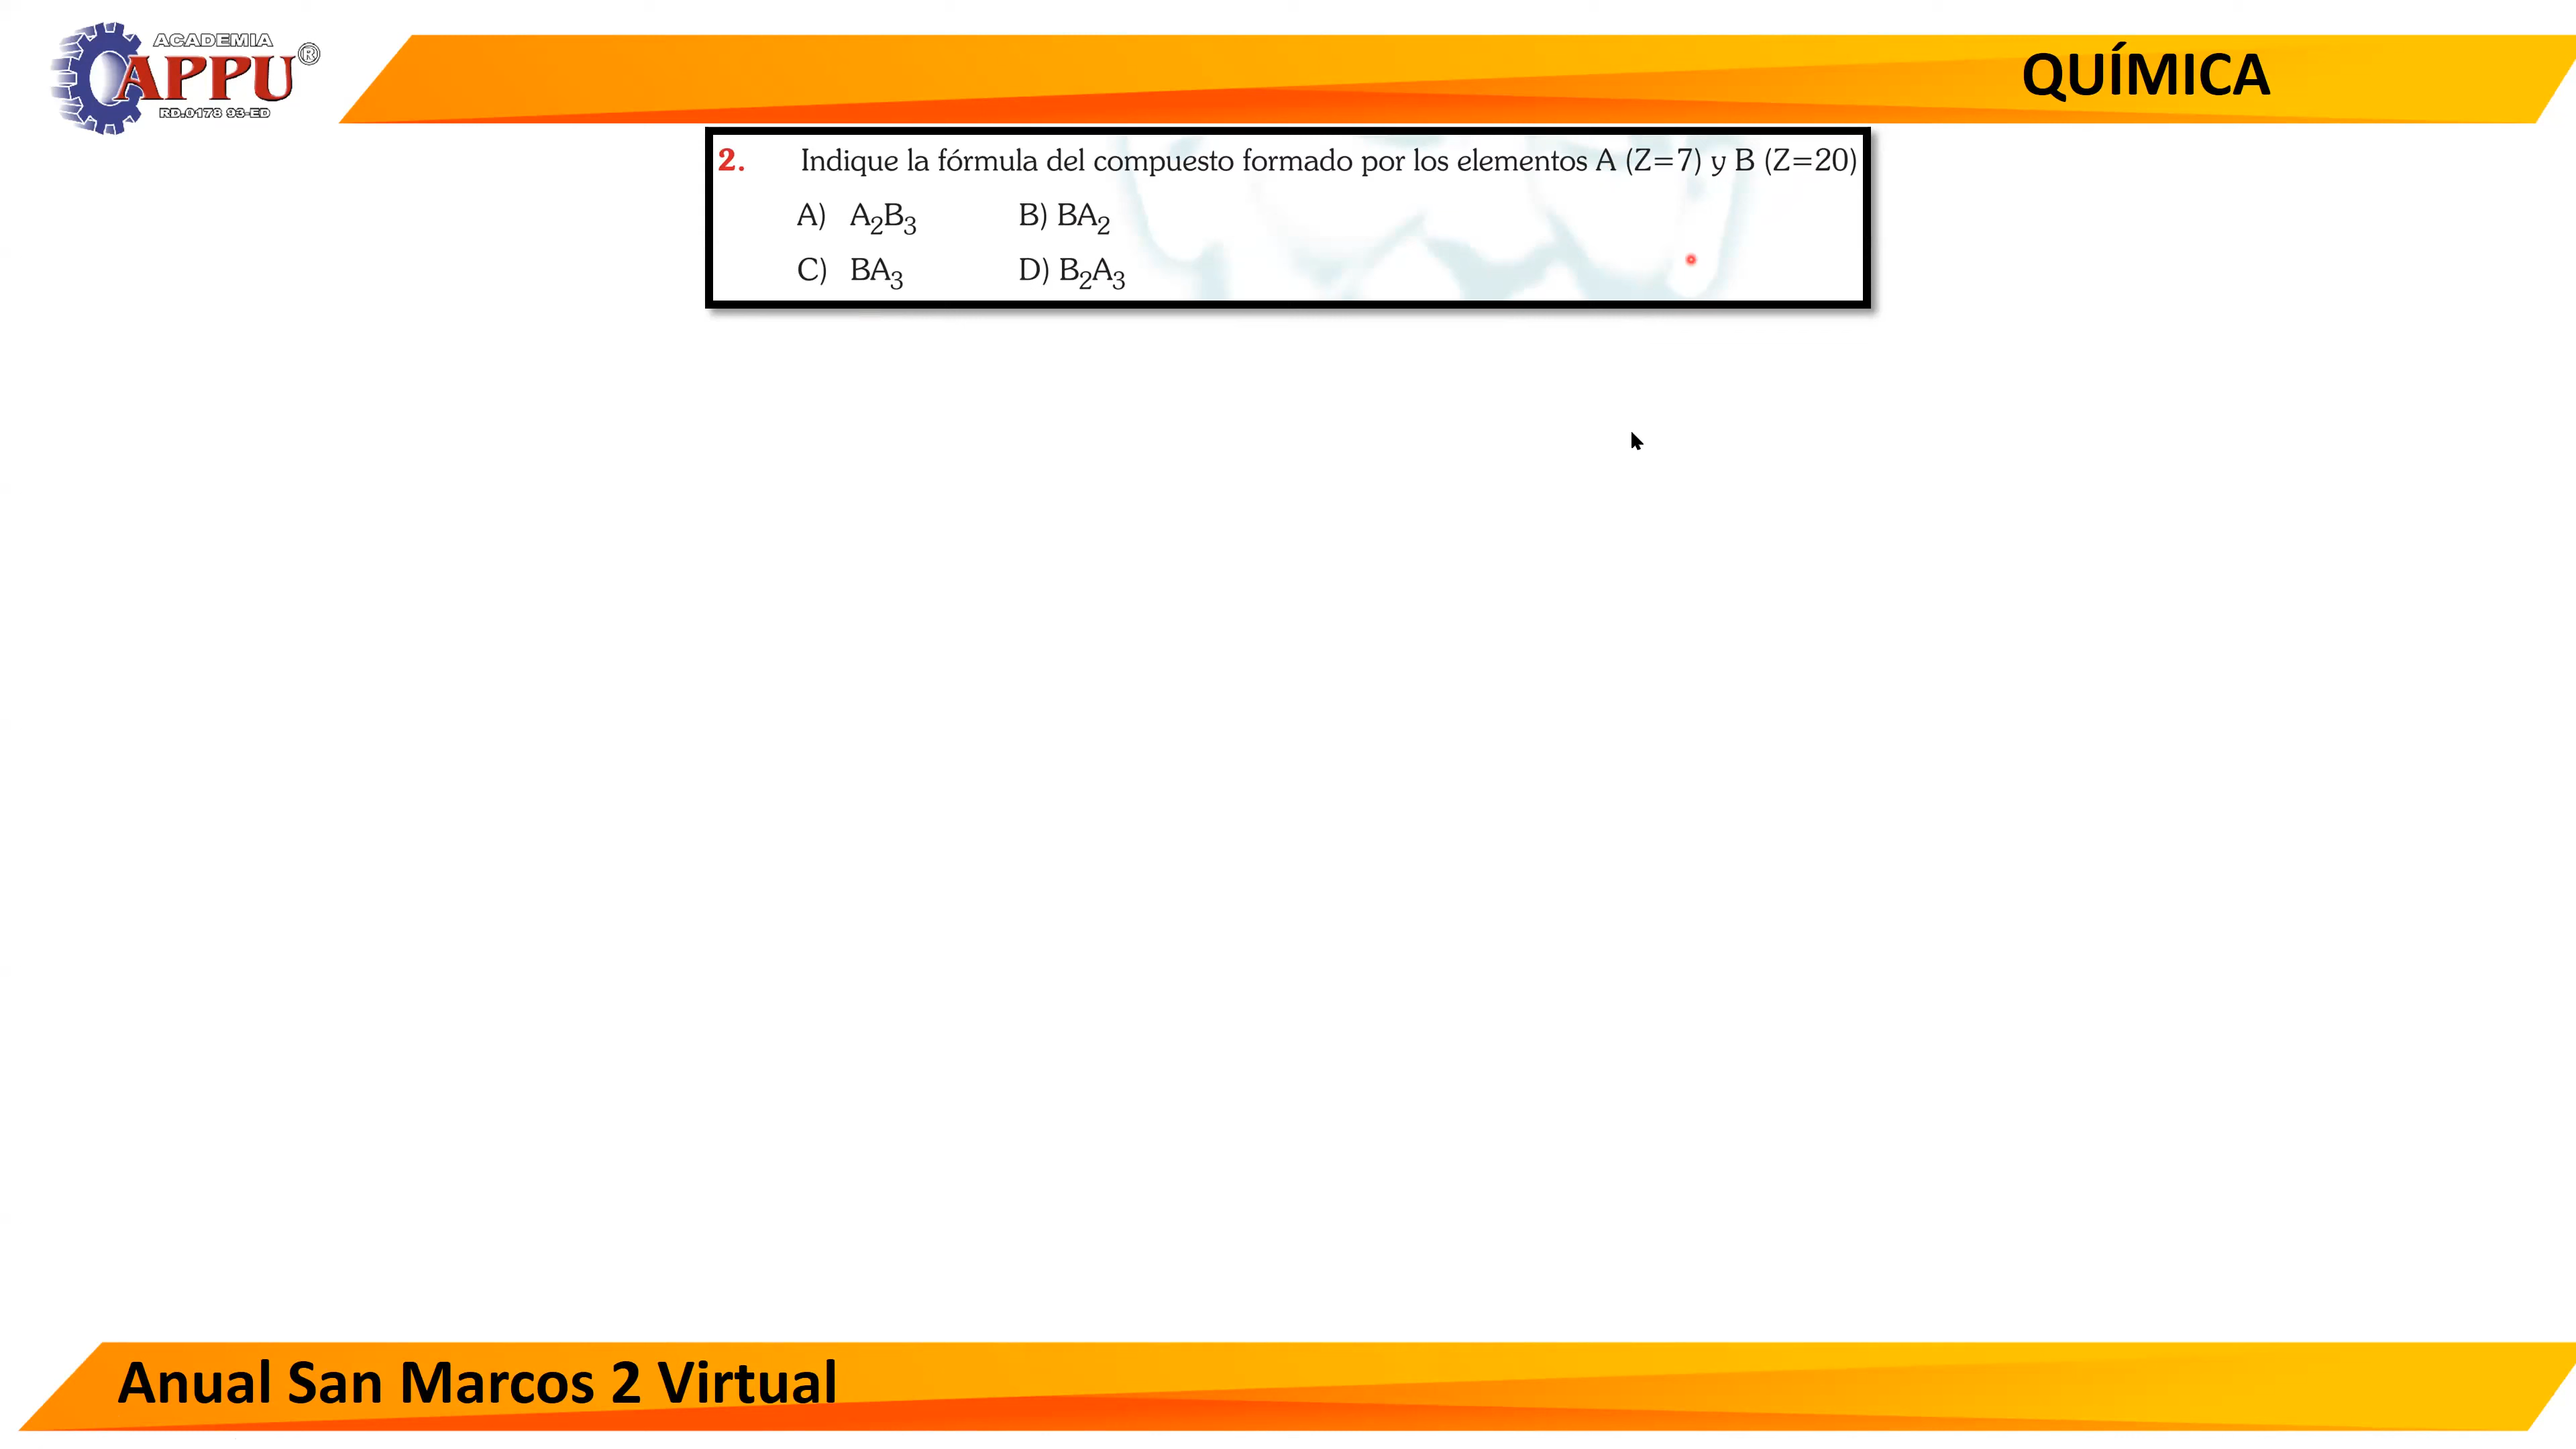 ACADEMIA
APPU®
RD.0178 93-ED
QUÍMICA
2. Indique la fórmula del compuesto formado por los elementos A (Z=7) y B (Z=20)
A) A₂B₃ B) BA₂
C) BA₃ D) B₂A₃
Anual San Marcos 2 Virtual